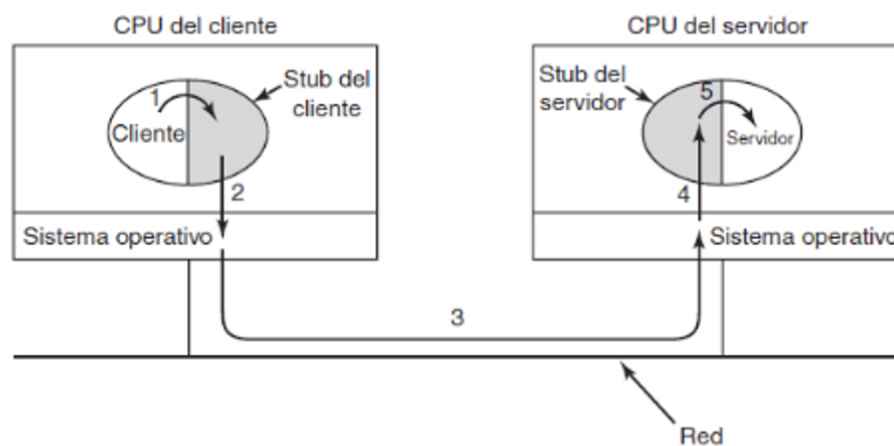 CPU del cliente
CPU del servidor
Stub del
cliente
Stub del
servidor
1
Cliente
5
Servidor
2
4
Sistema operativo
Sistema operativo
3
Red